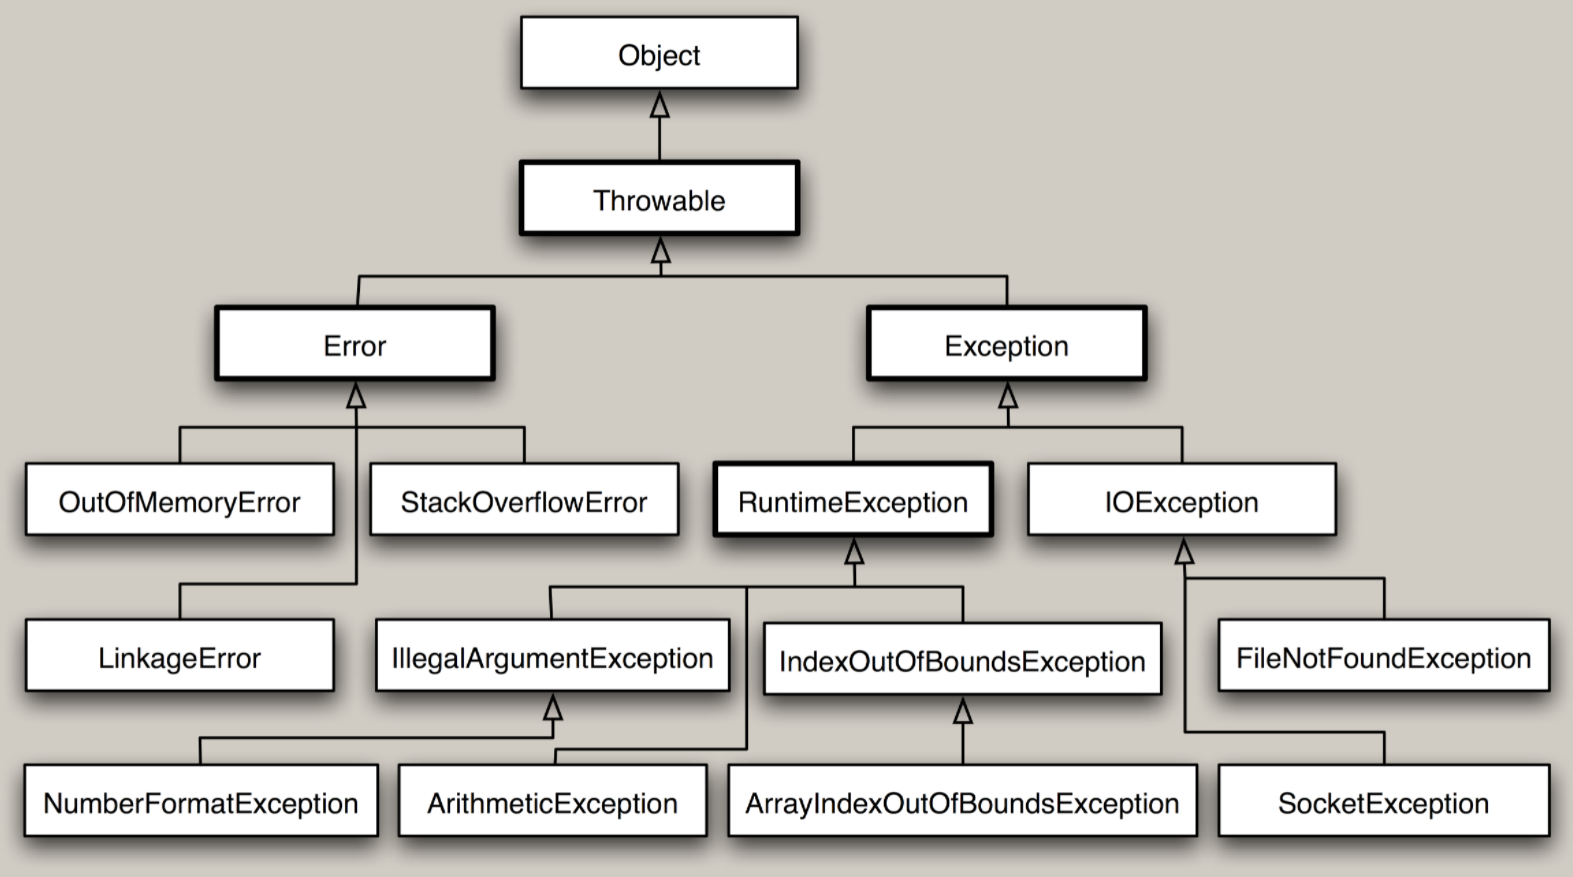 Object
Throwable
Error
Exception
OutOfMemoryError
StackOverflowError
RuntimeException
IOException
LinkageError
IllegalArgumentException
IndexOutOfBoundsException
FileNotFoundException
NumberFormatException
ArithmeticException
ArrayIndexOutOfBoundsException
SocketException